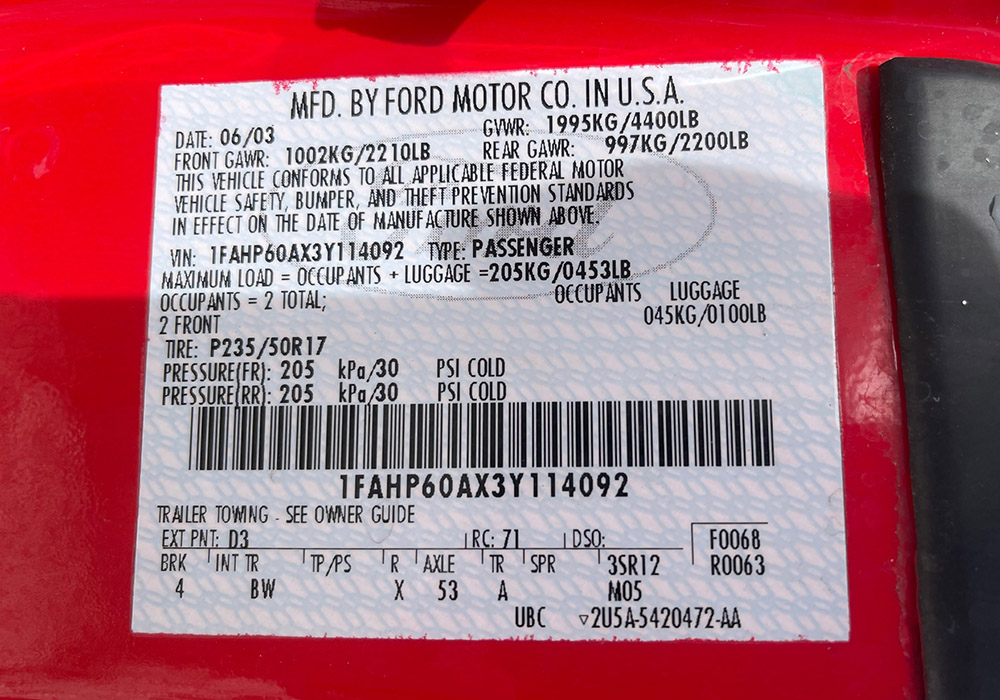 MFD. BY FORD MOTOR CO. IN U.S.A.
DATE: 06/03 GVWR: 1995KG/4400LB
FRONT GAWR: 1002KG/2210LB REAR GAWR: 997KG/2200LB
THIS VEHICLE CONFORMS TO ALL APPLICABLE FEDERAL MOTOR
VEHICLE SAFETY, BUMPER, AND THEFT PREVENTION STANDARDS
IN EFFECT ON THE DATE OF MANUFACTURE SHOWN ABOVE.
VIN: 1FAHP60AX3Y114092 TYPE: PASSENGER
MAXIMUM LOAD = OCCUPANTS + LUGGAGE =205KG/0453LB
OCCUPANTS = 2 TOTAL; OCCUPANTS LUGGAGE
2 FRONT 045KG/0100LB
TIRE: P235/50R17
PRESSURE(FR): 205 kPa/30 PSI COLD
PRESSURE(RR): 205 kPa/30 PSI COLD
1FAHP60AX3Y114092
TRAILER TOWING - SEE OWNER GUIDE
EXT PNT: D3 RC: 71 DSO: F0068
BRK INT TR TP/PS R AXLE TR SPR 3SR12 R0063
4 BW X 53 A M05
UBC ▽2U5A-5420472-AA